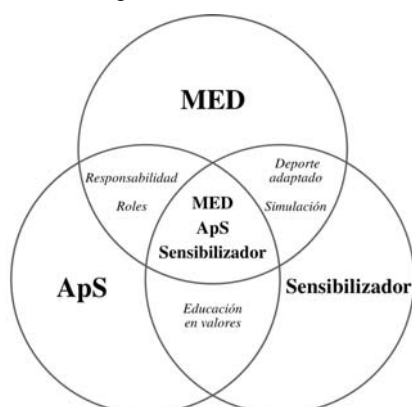 MED
Responsabilidad
Roles
Deporte
adaptado
Simulación
MED
ApS
Sensibilizador
ApS
Sensibilizador
Educación
en valores